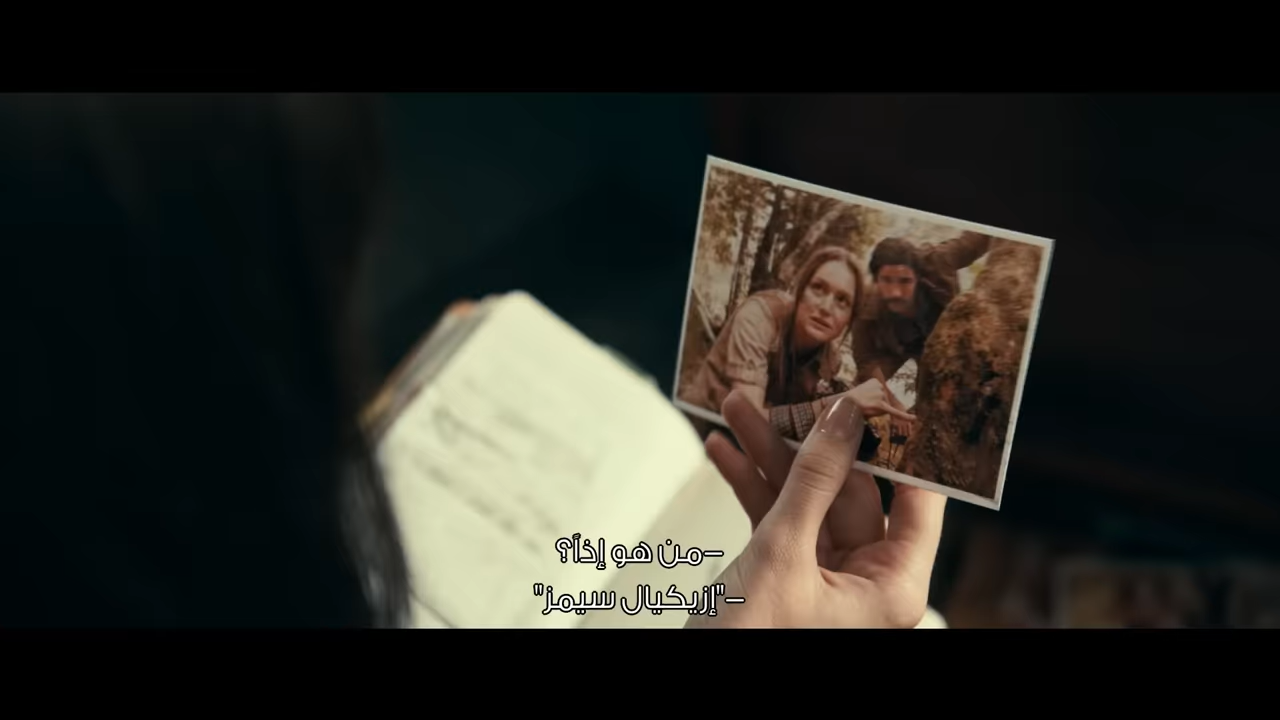 –من هو إذاً؟
–"إزيكيال سيمز"